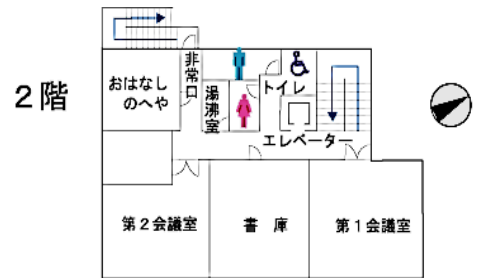 ２階
非常口
おはなし
のへや
湯沸室
トイレ
エレベーター
第２会議室
書庫
第１会議室